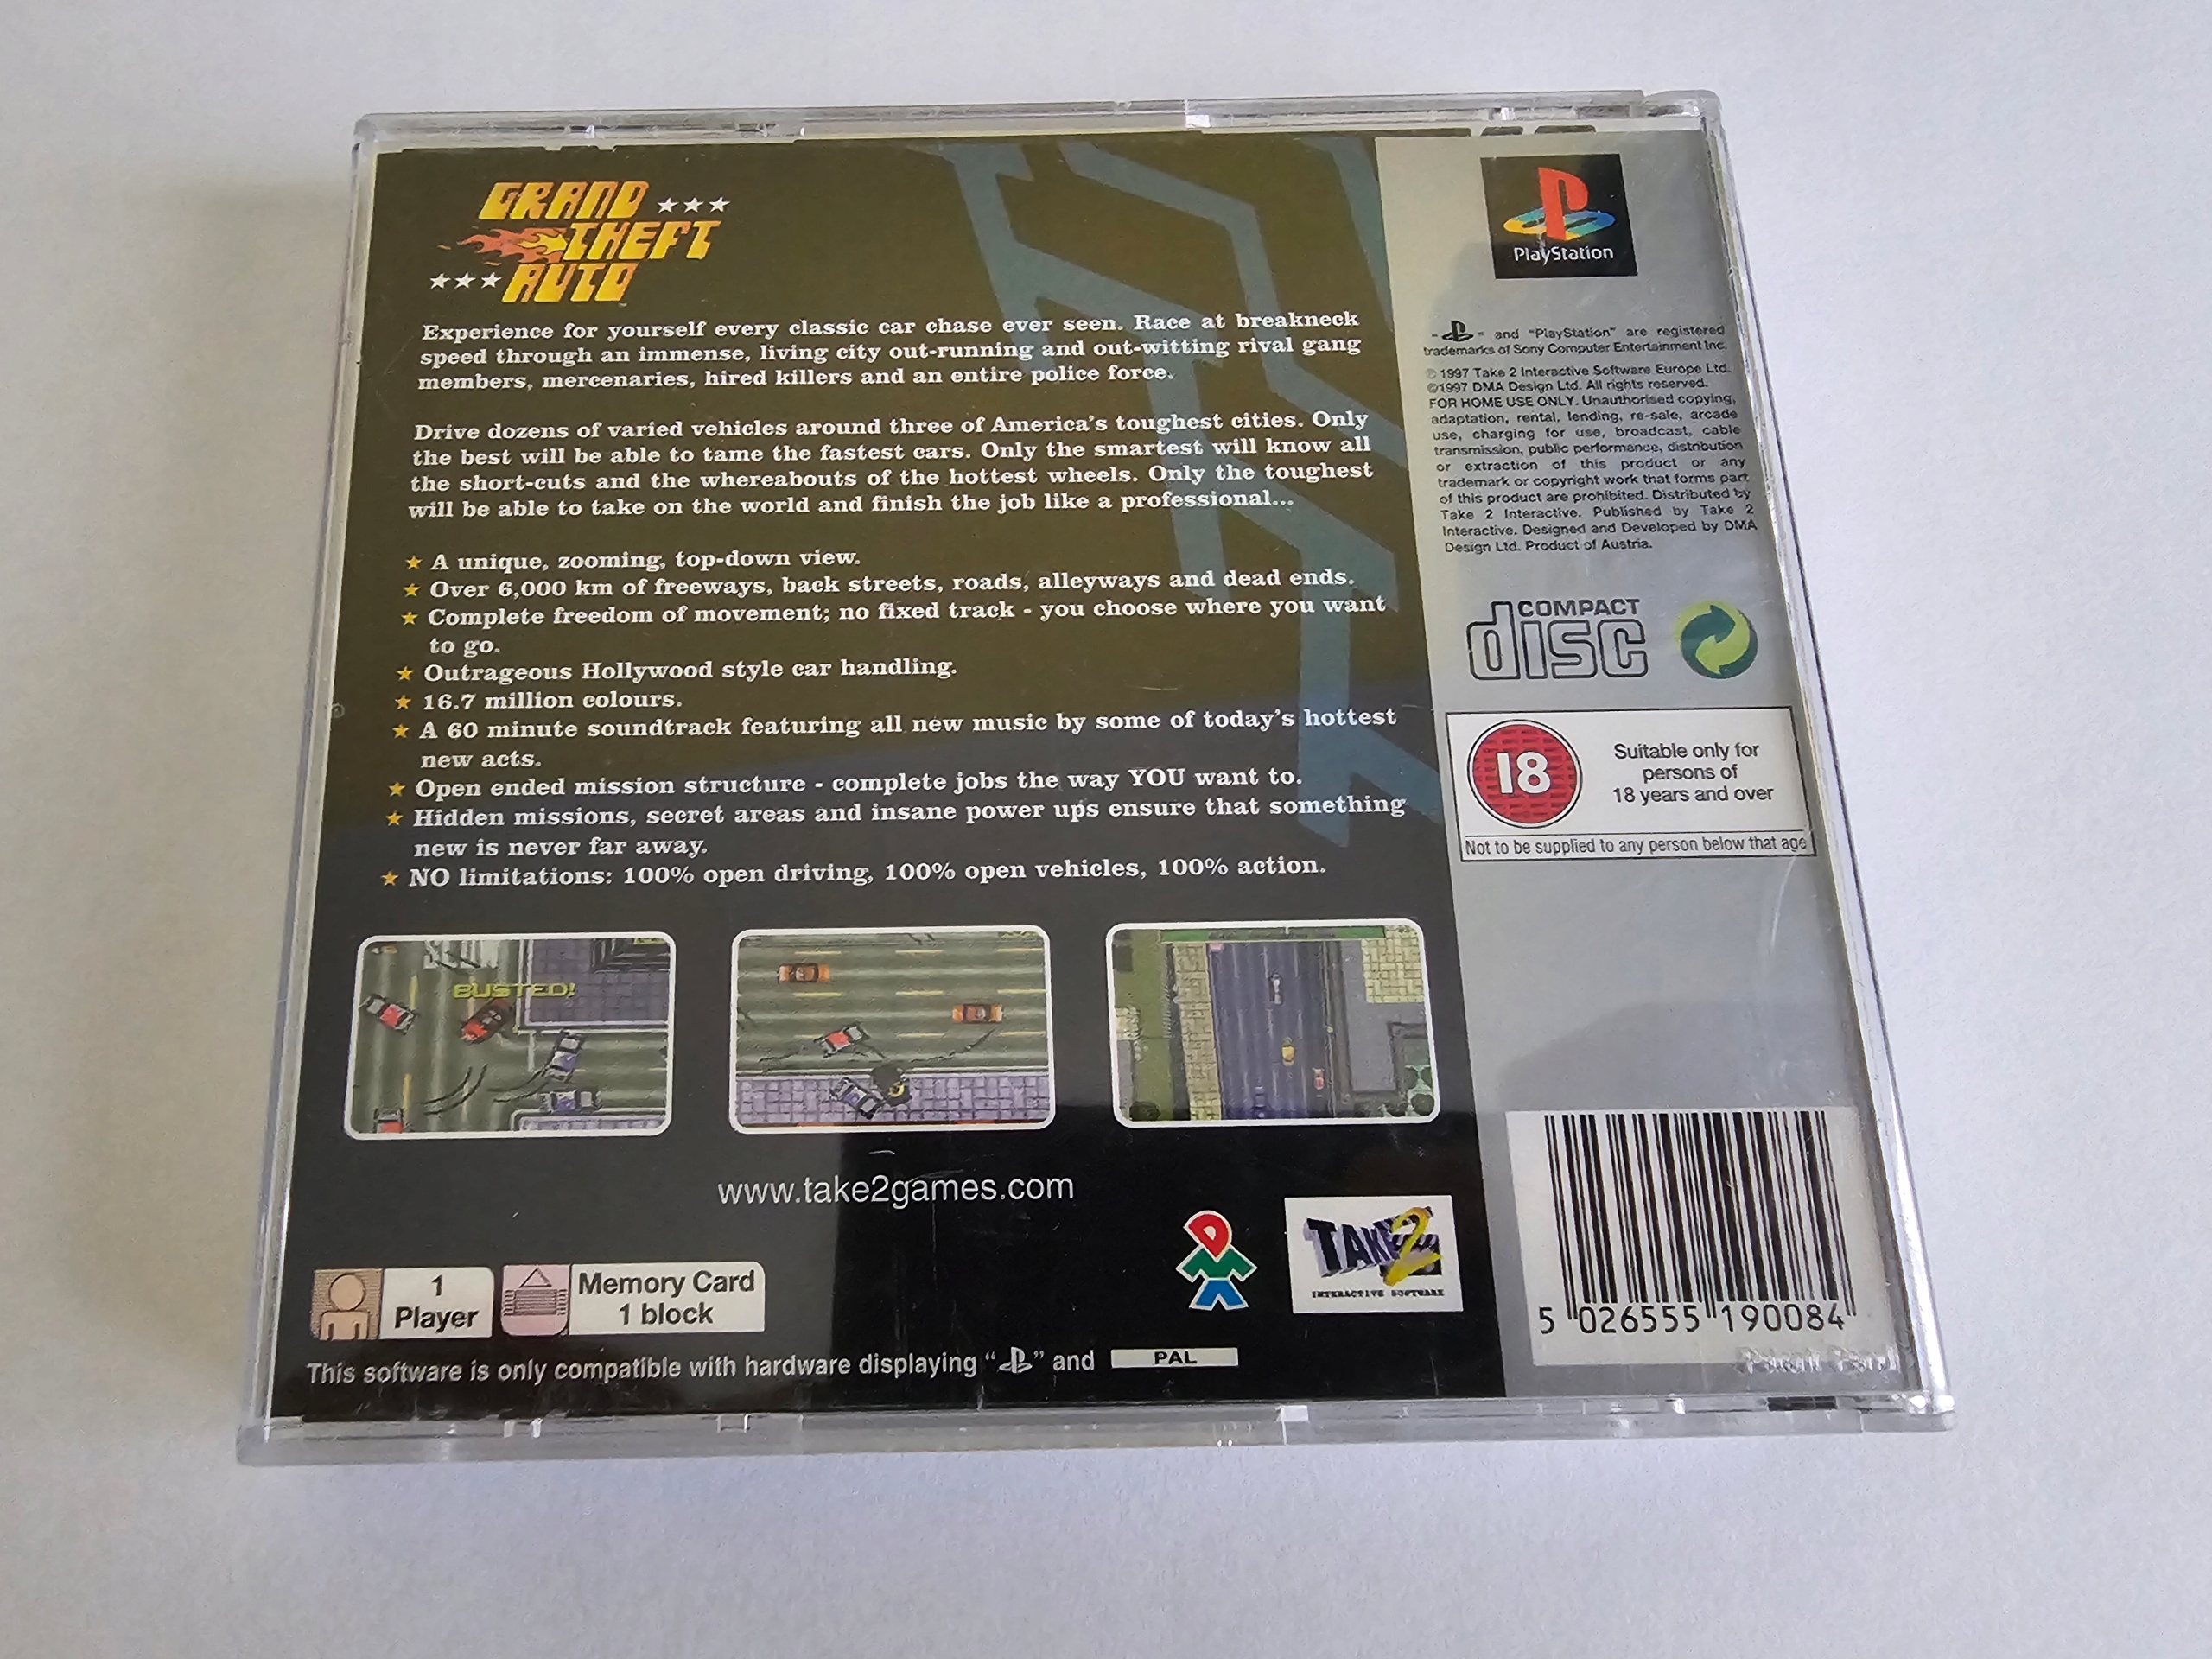 GRAND
THEFT
AUTO
Experience for yourself every classic car chase ever seen. Race at breakneck
speed through an immense, living city out-running and out-witting rival gang
members, mercenaries, hired killers and an entire police force.
Drive dozens of varied vehicles around three of America's toughest cities. Only
the best will be able to tame the fastest cars. Only the smartest will know all
the short-cuts and the whereabouts of the hottest wheels. Only the toughest
will be able to take on the world and finish the job like a professional...
A unique, zooming, top-down view.
Over 6,000 km of freeways, back streets, roads, alleyways and dead ends.
Complete freedom of movement; no fixed track - you choose where you want
to go.
Outrageous Hollywood style car handling.
16.7 million colours.
A 60 minute soundtrack featuring all new music by some of today's hottest
new acts.
Open ended mission structure - complete jobs the way YOU want to.
Hidden missions, secret areas and insane power ups ensure that something
new is never far away.
NO limitations: 100% open driving, 100% open vehicles, 100% action.
BUSTED!
www.take2games.com
DMA
TAKE 2
INTERACTIVE SOFTWARE
1
Player
Memory Card
1 block
This software is only compatible with hardware displaying "PS" and PAL
PlayStation
"PS" and "PlayStation" are registered
trademarks of Sony Computer Entertainment Inc.
℗ 1997 Take 2 Interactive Software Europe Ltd.
©1997 DMA Design Ltd. All rights reserved.
FOR HOME USE ONLY. Unauthorised copying,
adaptation, rental, lending, re-sale, arcade
use, charging for use, broadcast, cable
transmission, public performance, distribution
or extraction of this product or any
trademark or copyright work that forms part
of this product are prohibited. Distributed by
Take 2 Interactive. Published by Take 2
Interactive. Designed and Developed by DMA
Design Ltd. Product of Austria.
COMPACT
disc
18
Suitable only for
persons of
18 years and over
Not to be supplied to any person below that age
5 026555 190084